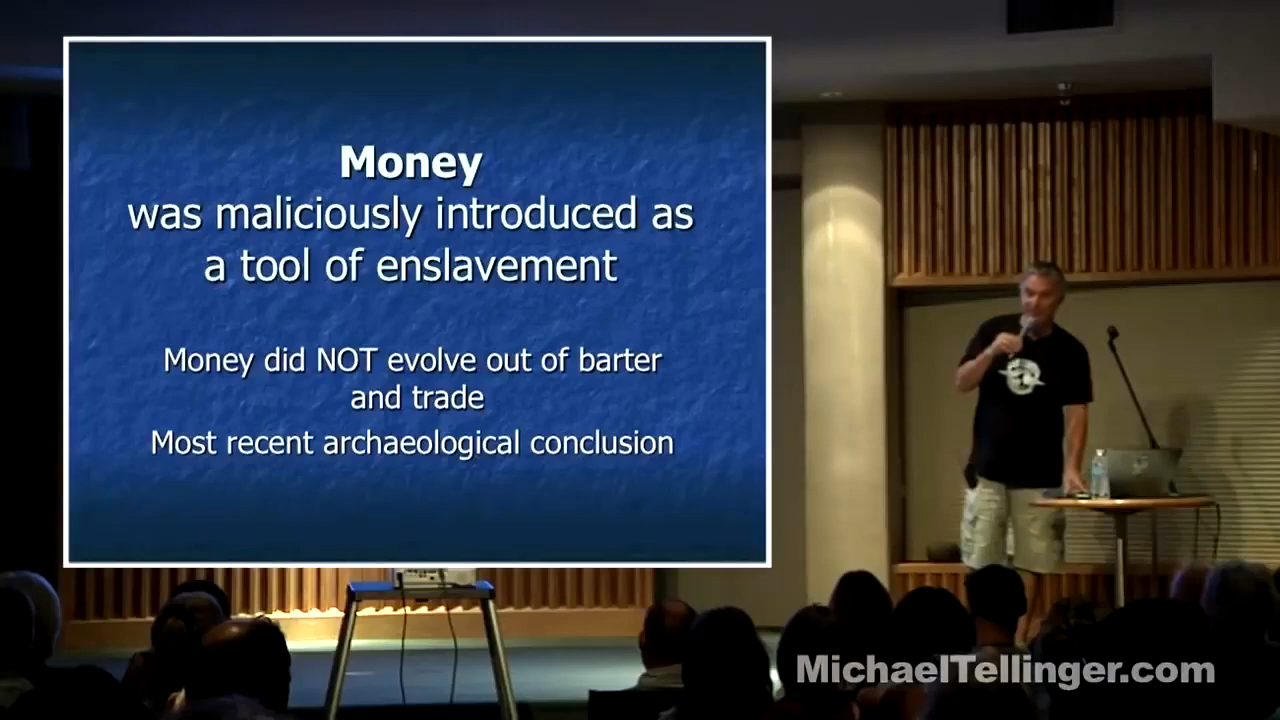 Money
was maliciously introduced as
a tool of enslavement
Money did NOT evolve out of barter
and trade
Most recent archaeological conclusion
MichaelTellinger.com